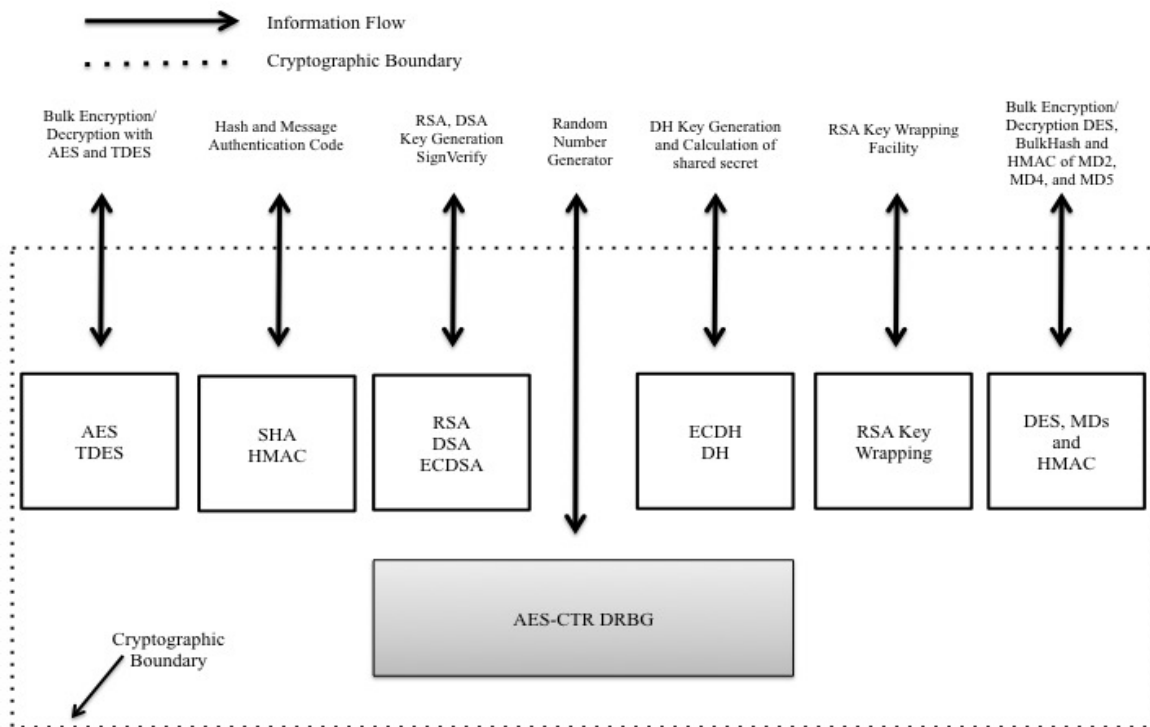 Information Flow
Cryptographic Boundary
Bulk Encryption/
Decryption with
AES and TDES
Hash and Message
Authentication Code
RSA, DSA
Key Generation
SignVerify
Random
Number
Generator
DH Key Generation
and Calculation of
shared secret
RSA Key Wrapping
Facility
Bulk Encryption/
Decryption DES,
BulkHash and
HMAC of MD2,
MD4, and MD5
AES
TDES
SHA
HMAC
RSA
DSA
ECDSA
ECDH
DH
RSA Key
Wrapping
DES, MDs
and
HMAC
AES-CTR DRBG
Cryptographic
Boundary